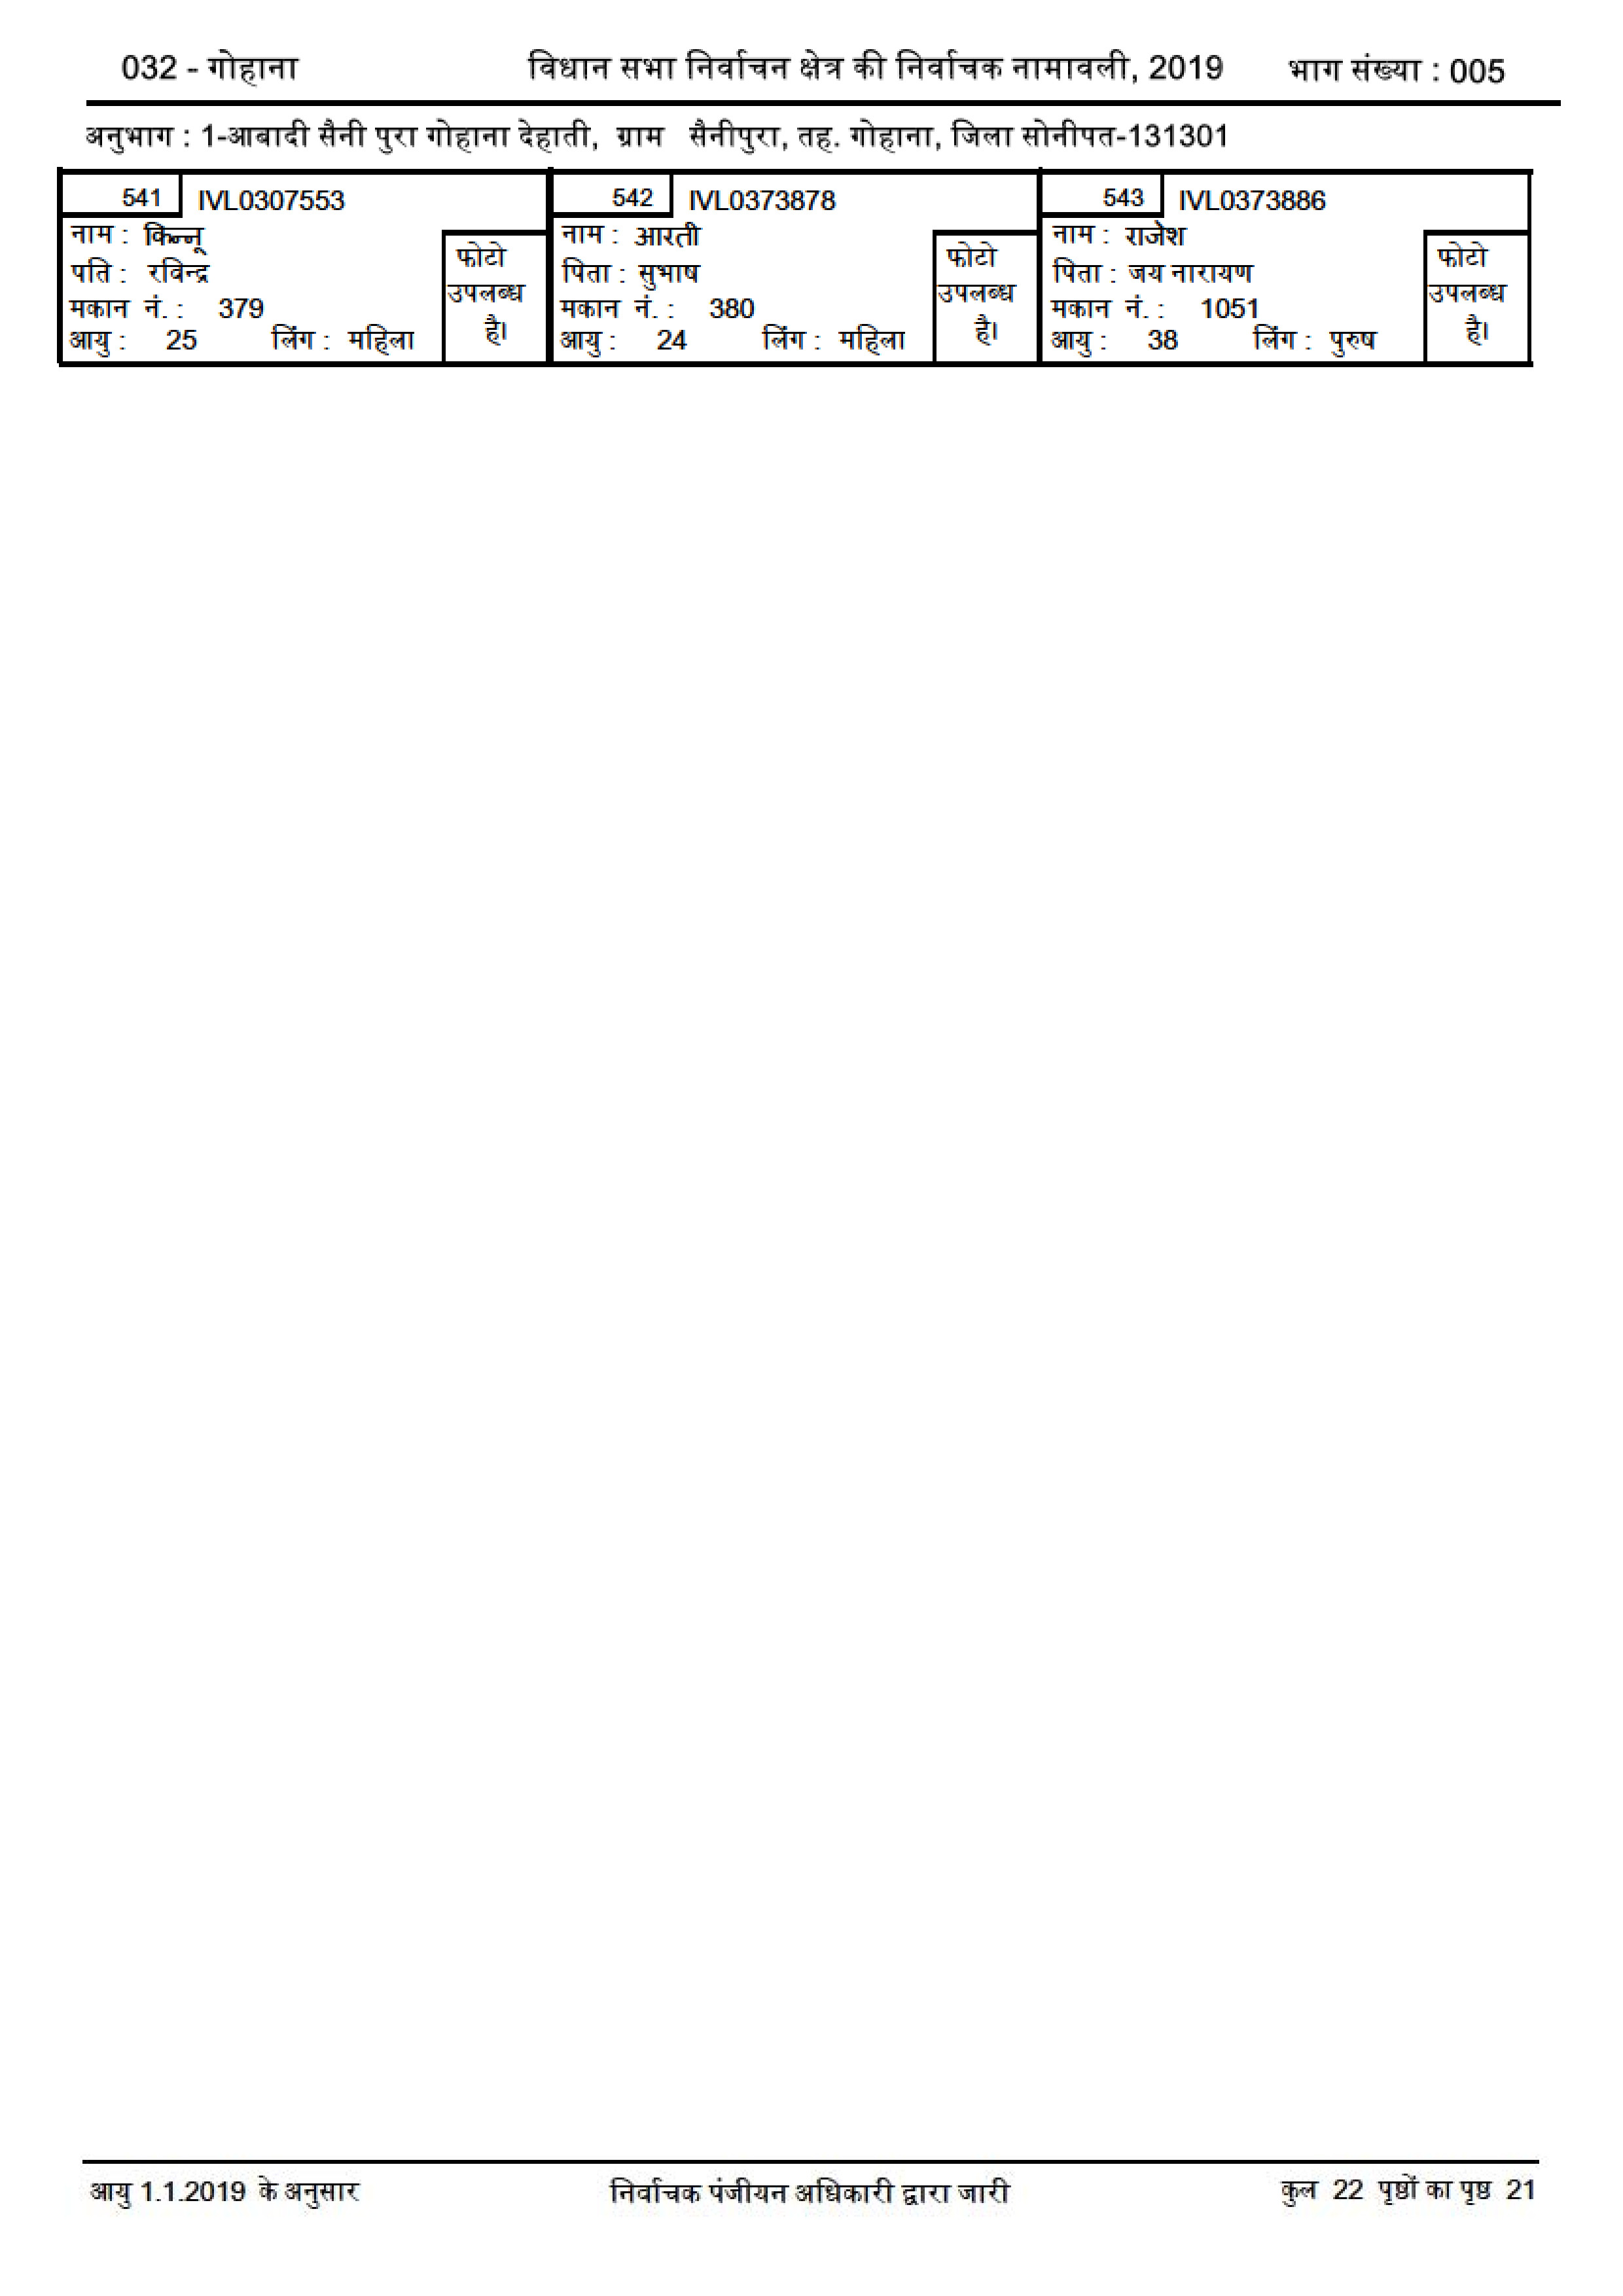 032 - गोहाना विधान सभा निर्वाचन क्षेत्र की निर्वाचक नामावली, 2019 भाग संख्या : 005
अनुभाग : 1-आबादी सैनी पुरा गोहाना देहाती, ग्राम सैनीपुरा, तह. गोहाना, जिला सोनीपत-131301
541 IVL0307553
नाम : किन्नू
पति : रविन्द्र
मकान नं. : 379
आयु : 25 लिंग : महिला
फोटो
उपलब्ध
है।
542 IVL0373878
नाम : आरती
पिता : सुभाष
मकान नं. : 380
आयु : 24 लिंग : महिला
फोटो
उपलब्ध
है।
543 IVL0373886
नाम : राजेश
पिता : जय नारायण
मकान नं. : 1051
आयु : 38 लिंग : पुरुष
फोटो
उपलब्ध
है।
आयु 1.1.2019 के अनुसार निर्वाचक पंजीयन अधिकारी द्वारा जारी कुल 22 पृष्ठों का पृष्ठ 21